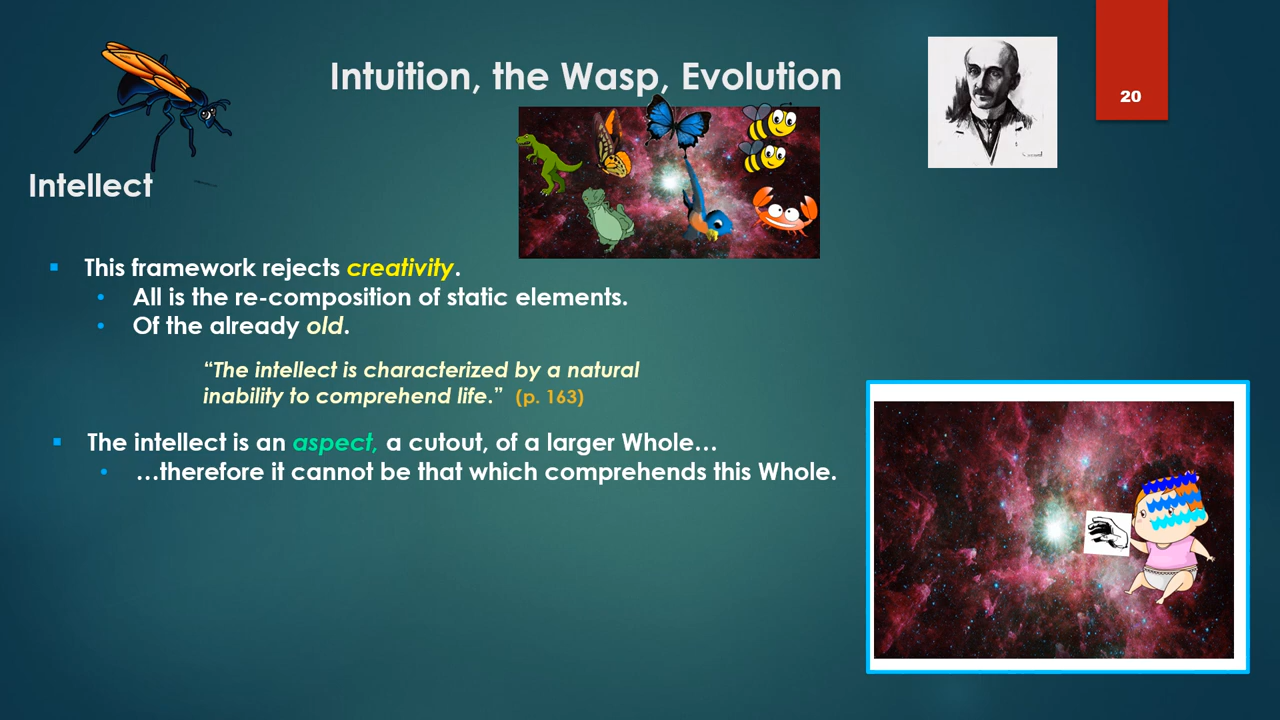 Intuition, the Wasp, Evolution
20
Intellect
This framework rejects creativity.
All is the re-composition of static elements.
Of the already old.
“The intellect is characterized by a natural
inability to comprehend life.” (p. 163)
The intellect is an aspect, a cutout, of a larger Whole…
…therefore it cannot be that which comprehends this Whole.